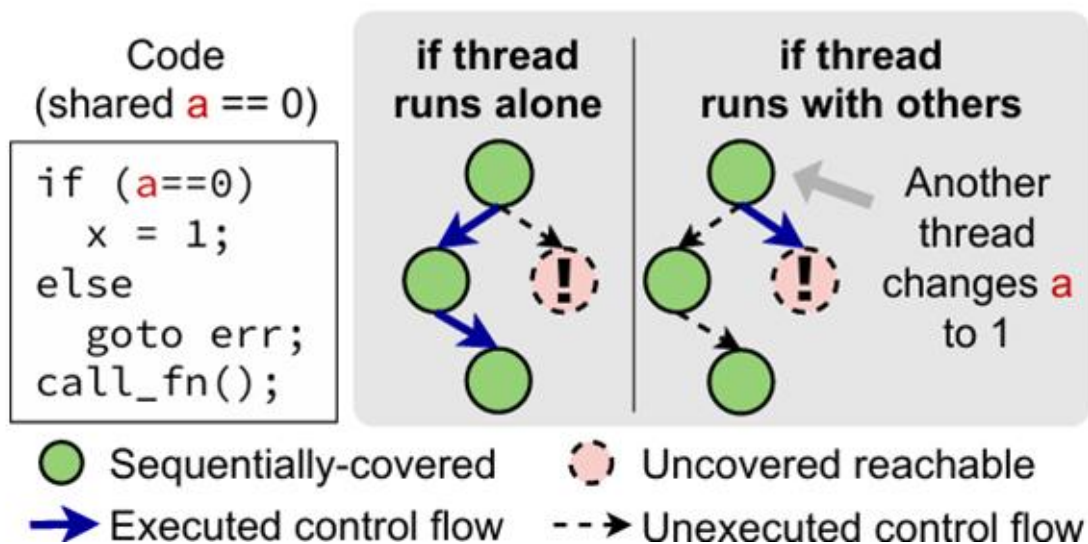 Code
(shared a == 0)
if (a==0)
x = 1;
else
goto err;
call_fn();
if thread
runs alone
!
if thread
runs with others
!
Another
thread
changes a
to 1
Sequentially-covered
Uncovered reachable
Executed control flow
Unexecuted control flow